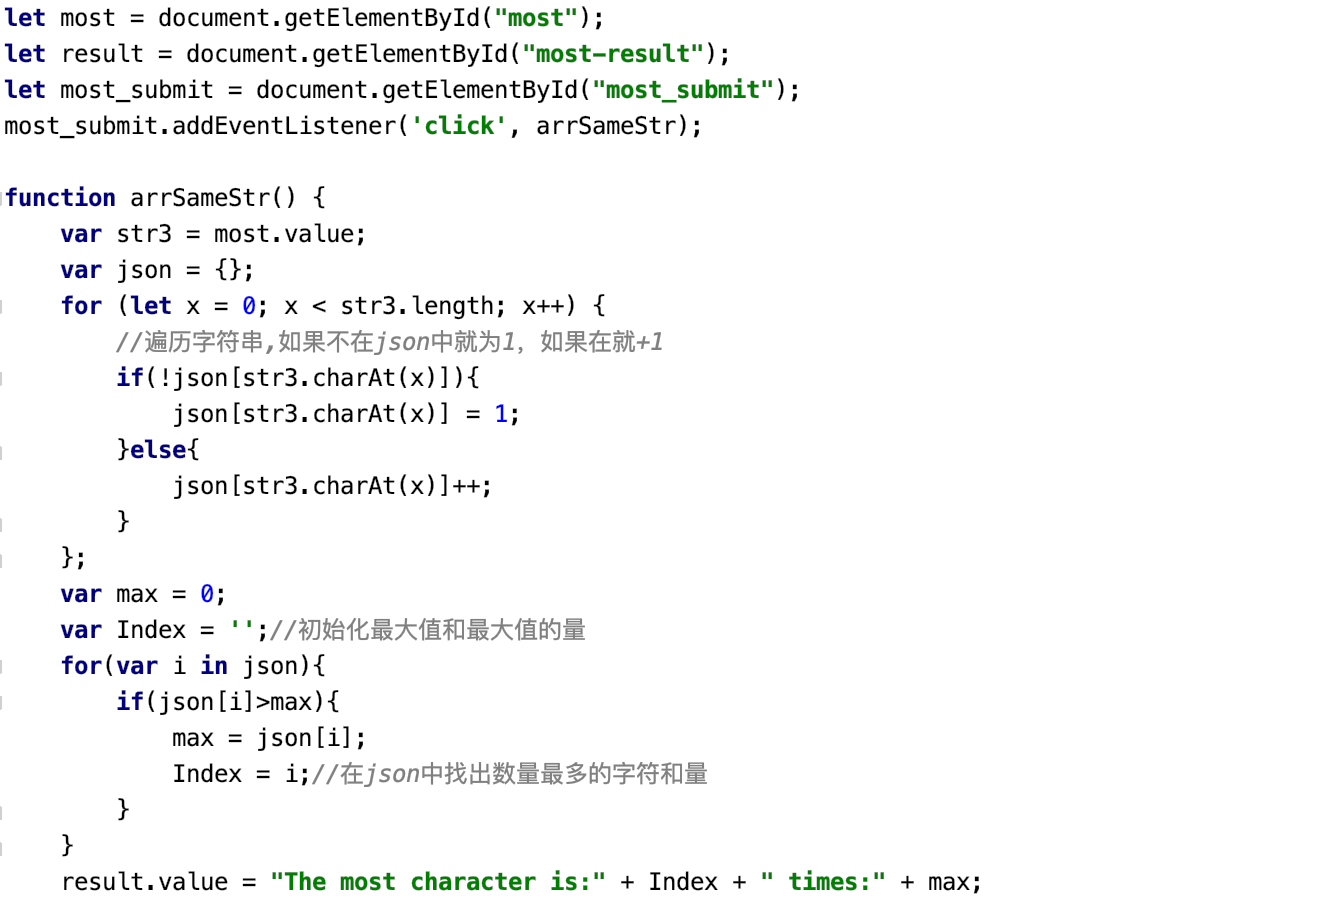 let most = document.getElementById("most");
let result = document.getElementById("most-result");
let most_submit = document.getElementById("most_submit");
most_submit.addEventListener('click', arrSameStr);

function arrSameStr() {
    var str3 = most.value;
    var json = {};
    for (let x = 0; x < str3.length; x++) {
        //遍历字符串,如果不在json中就为1，如果在就+1
        if(!json[str3.charAt(x)]){
            json[str3.charAt(x)] = 1;
        }else{
            json[str3.charAt(x)]++;
        }
    };
    var max = 0;
    var Index = '';//初始化最大值和最大值的量
    for(var i in json){
        if(json[i]>max){
            max = json[i];
            Index = i;//在json中找出数量最多的字符和量
        }
    }
    result.value = "The most character is:" + Index + " times:" + max;